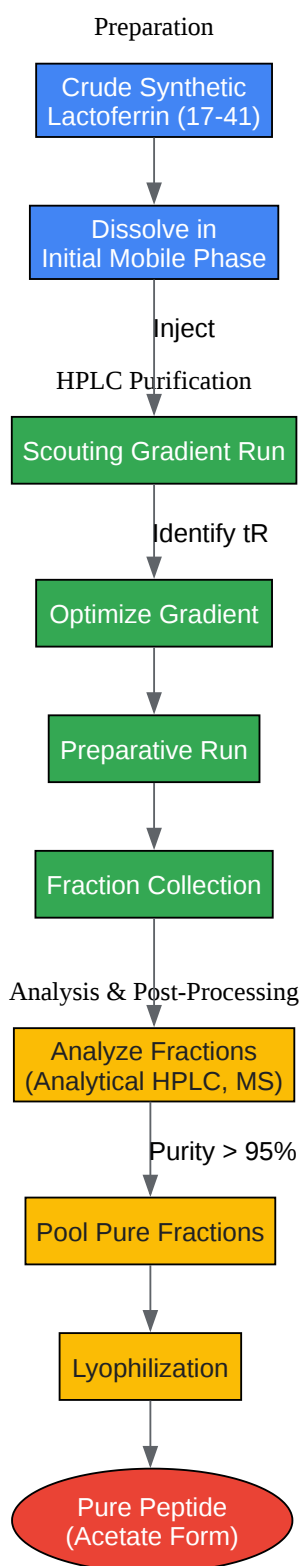 Preparation
Crude Synthetic
Lactoferrin (17-41)
Dissolve in
Initial Mobile Phase
Inject
HPLC Purification
Scouting Gradient Run
Identify tR
Optimize Gradient
Preparative Run
Fraction Collection
Analysis & Post-Processing
Analyze Fractions
(Analytical HPLC, MS)
Purity > 95%
Pool Pure Fractions
Lyophilization
Pure Peptide
(Acetate Form)